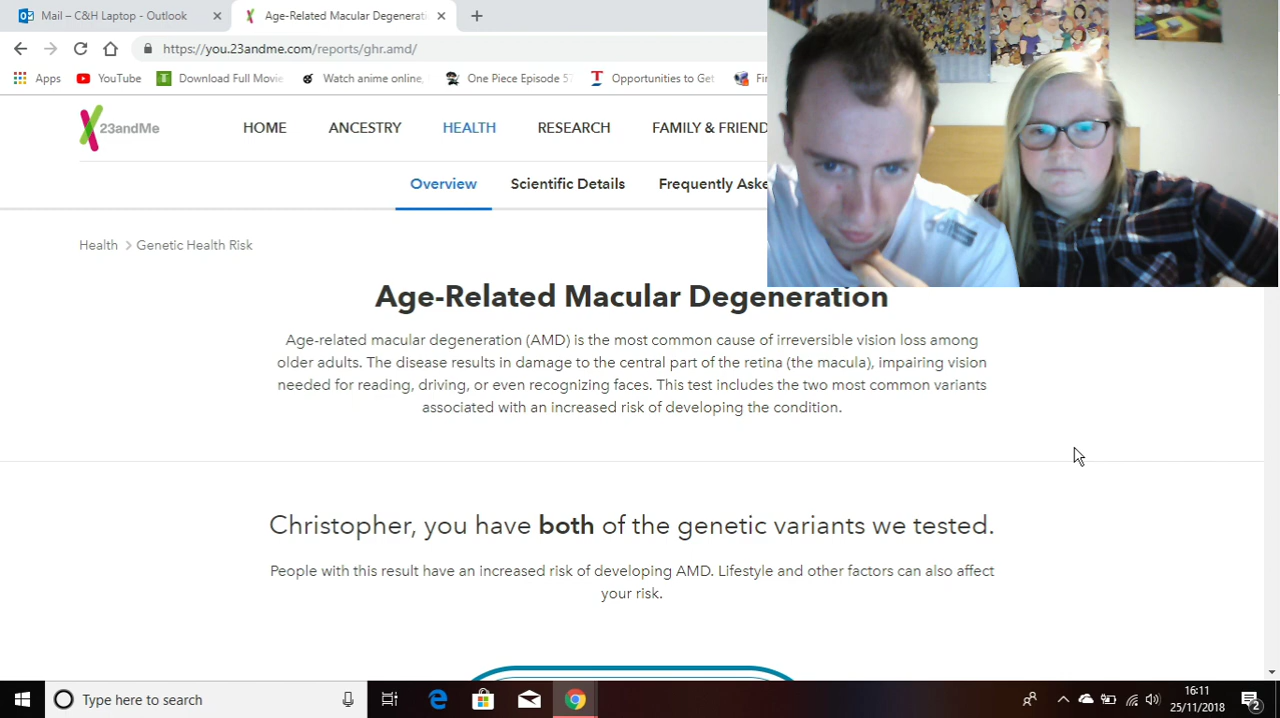 Mail – C&H Laptop - Outlook
Age-Related Macular Degenerati
https://you.23andme.com/reports/ghr.amd/
Apps YouTube Download Full Movie Watch anime online, One Piece Episode 57 Opportunities to Get Fir
23andMe HOME ANCESTRY HEALTH RESEARCH FAMILY & FRIEND
Overview Scientific Details Frequently Aske
Health > Genetic Health Risk
adidas
Age-Related Macular Degeneration
Age-related macular degeneration (AMD) is the most common cause of irreversible vision loss among
older adults. The disease results in damage to the central part of the retina (the macula), impairing vision
needed for reading, driving, or even recognizing faces. This test includes the two most common variants
associated with an increased risk of developing the condition.
Christopher, you have both of the genetic variants we tested.
People with this result have an increased risk of developing AMD. Lifestyle and other factors can also affect
your risk.
Type here to search
16:11
25/11/2018
2